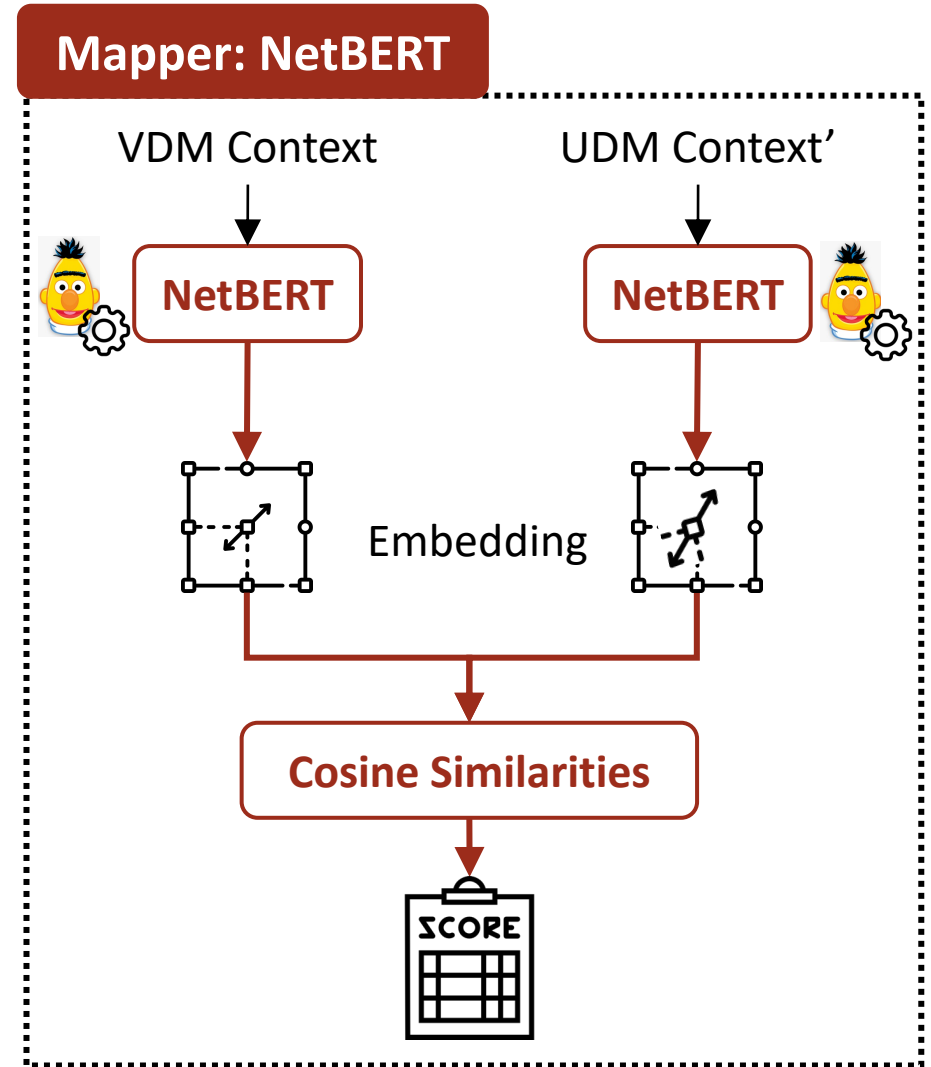 Mapper: NetBERT
VDM Context
UDM Context’
NetBERT
NetBERT
Embedding
Cosine Similarities
SCORE